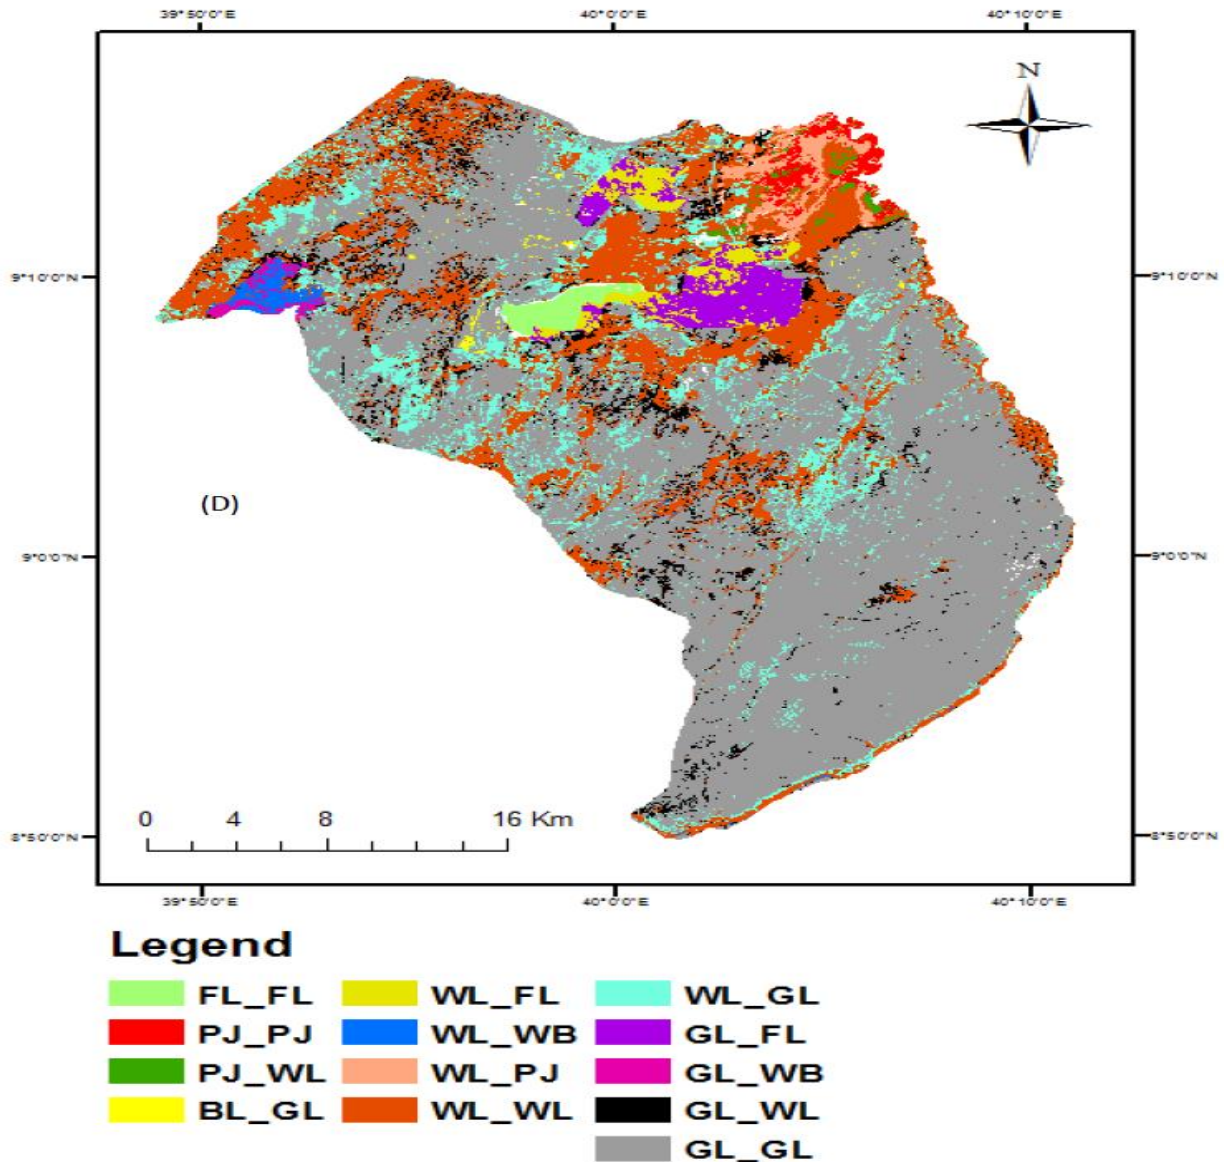 39°50'0"E 40°0'0"E 40°10'0"E
N
9°10'0"N 9°10'0"N
(D)
9°0'0"N 9°0'0"N
0 4 8 16 Km
8°50'0"N 8°50'0"N
39°50'0"E 40°0'0"E 40°10'0"E
Legend
FL_FL WL_FL WL_GL
PJ_PJ WL_WB GL_FL
PJ_WL WL_PJ GL_WB
BL_GL WL_WL GL_WL
GL_GL